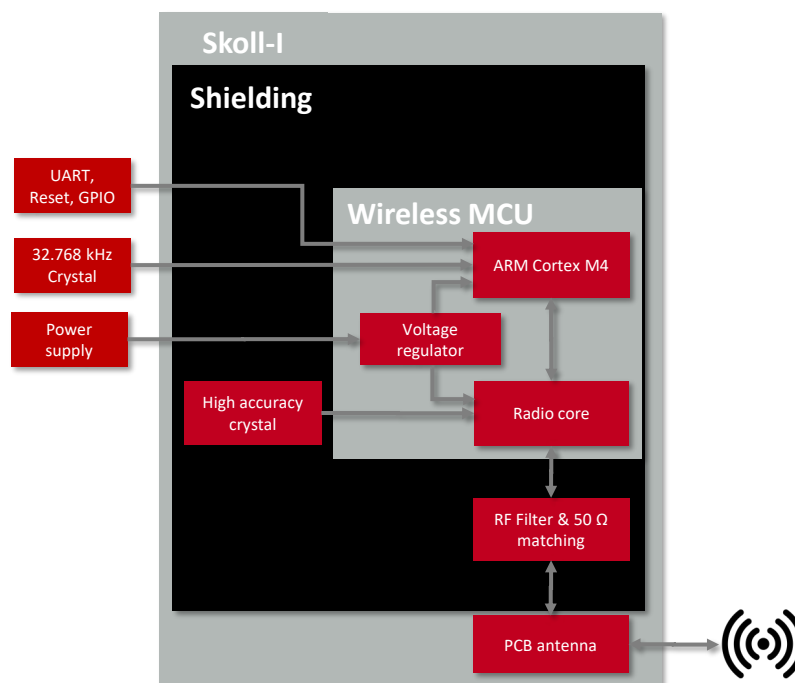 Skoll-I
Shielding
UART,
Reset, GPIO
Wireless MCU
32.768 kHz
Crystal
ARM Cortex M4
Power
supply
Voltage
regulator
High accuracy
crystal
Radio core
RF Filter & 50 Ω
matching
PCB antenna